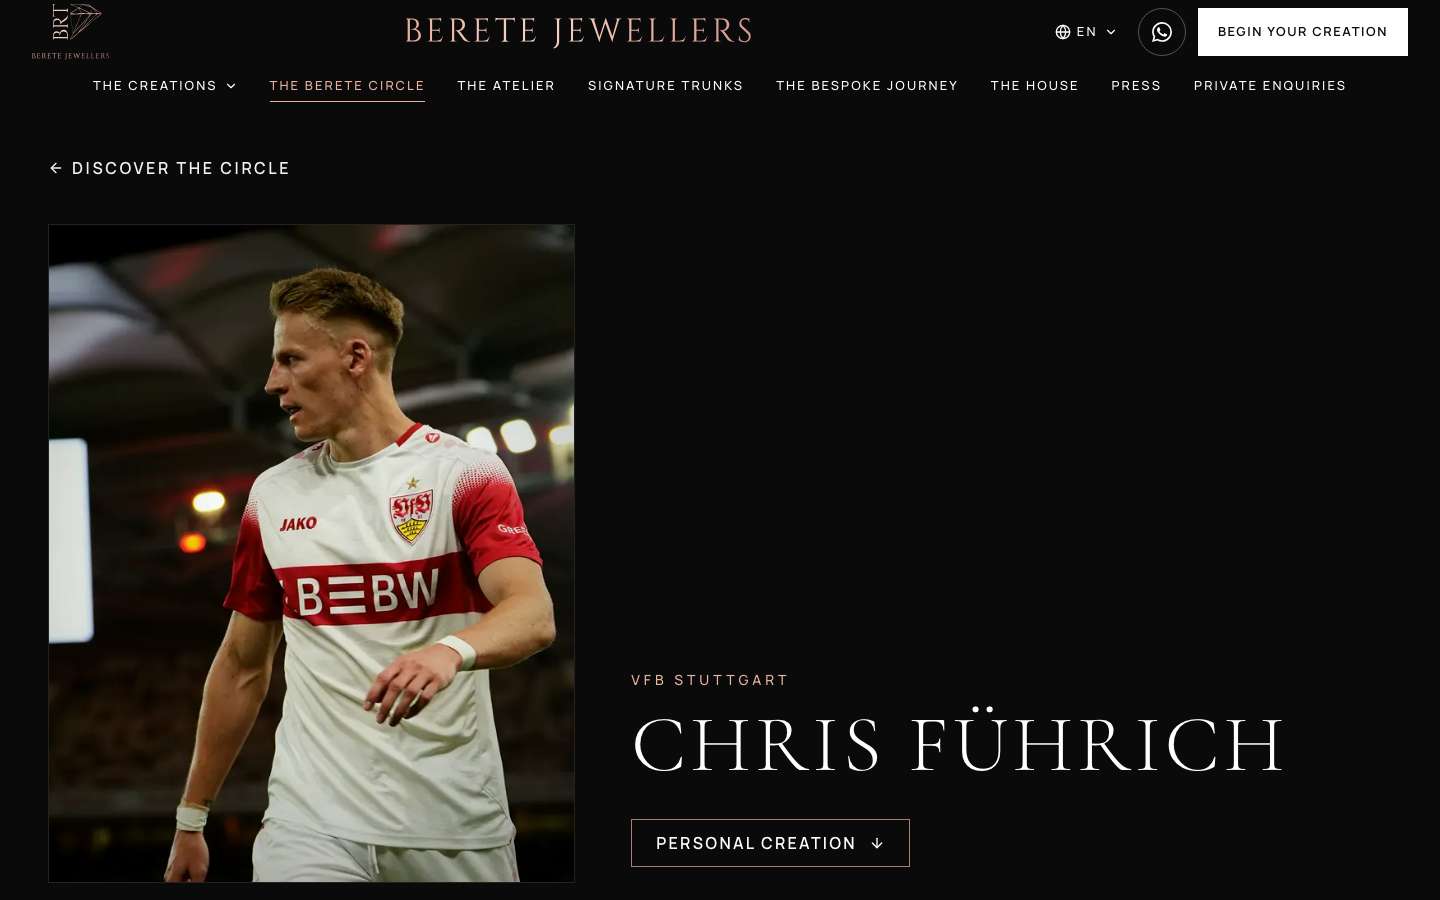 BRT
BERETE JEWELLERS
BERETE JEWELLERS
EN
BEGIN YOUR CREATION
THE CREATIONS
THE BERETE CIRCLE
THE ATELIER
SIGNATURE TRUNKS
THE BESPOKE JOURNEY
THE HOUSE
PRESS
PRIVATE ENQUIRIES
← DISCOVER THE CIRCLE
JAKO
VfB
BBW
VFB STUTTGART
CHRIS FÜHRICH
PERSONAL CREATION ↓